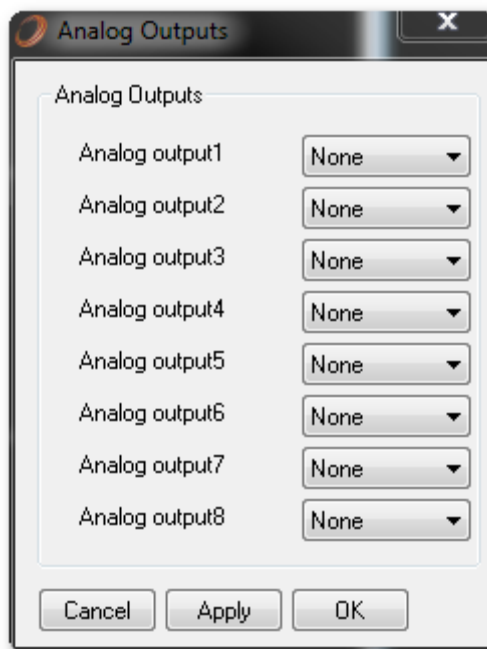 Analog Outputs
x
Analog Outputs
Analog output1 None
Analog output2 None
Analog output3 None
Analog output4 None
Analog output5 None
Analog output6 None
Analog output7 None
Analog output8 None
Cancel Apply OK